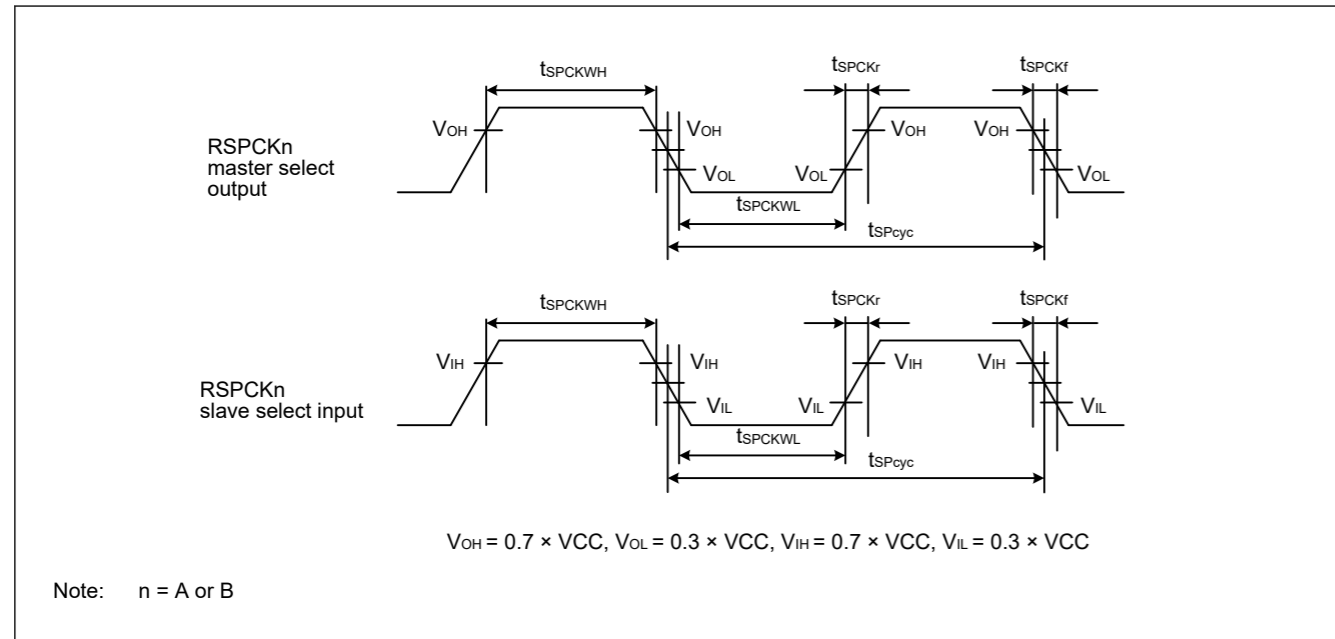 tSPCKWH tSPCKr tSPCKf
VOH VOH VOH VOH
RSPCKn
master select
output
VOL VOL VOL
tSPCKWL
tSPcyc
tSPCKWH tSPCKr tSPCKf
VIH VIH VIH VIH
RSPCKn
slave select input
VIL VIL VIL
tSPCKWL
tSPcyc
VOH = 0.7 × VCC, VOL = 0.3 × VCC, VIH = 0.7 × VCC, VIL = 0.3 × VCC
Note: n = A or B